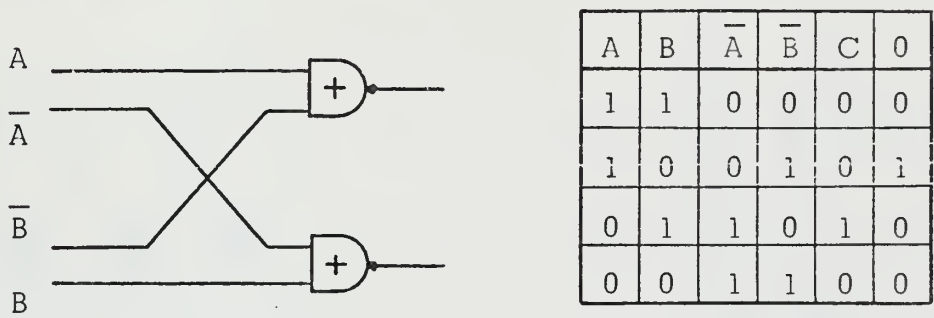 A
A̅
B̅
B
+
+
A B A̅ B̅ C 0
1 1 0 0 0 0
1 0 0 1 0 1
0 1 1 0 1 0
0 0 1 1 0 0